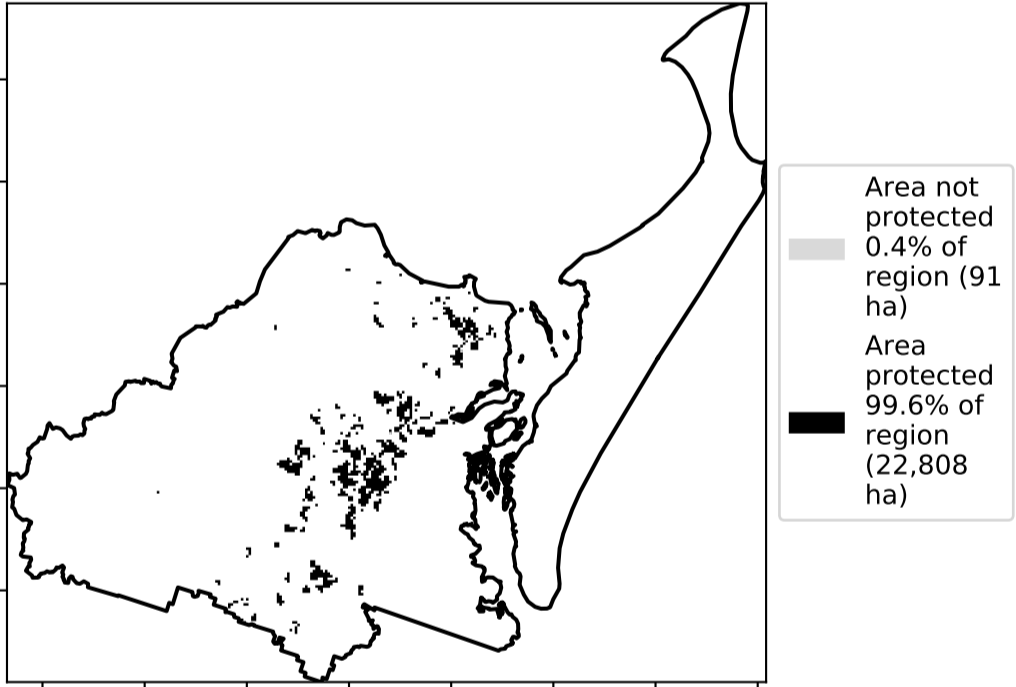 Area not
protected
0.4% of
region (91
ha)
Area
protected
99.6% of
region
(22,808
ha)